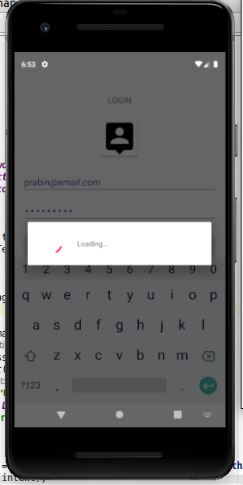 6:53
LOGIN
prabin@email.com
•••••••••
Loading...
1 2 3 4 5 6 7 8 9 0
q w e r t y u i o p
a s d f g h j k l
z x c v b n m
?123 , .